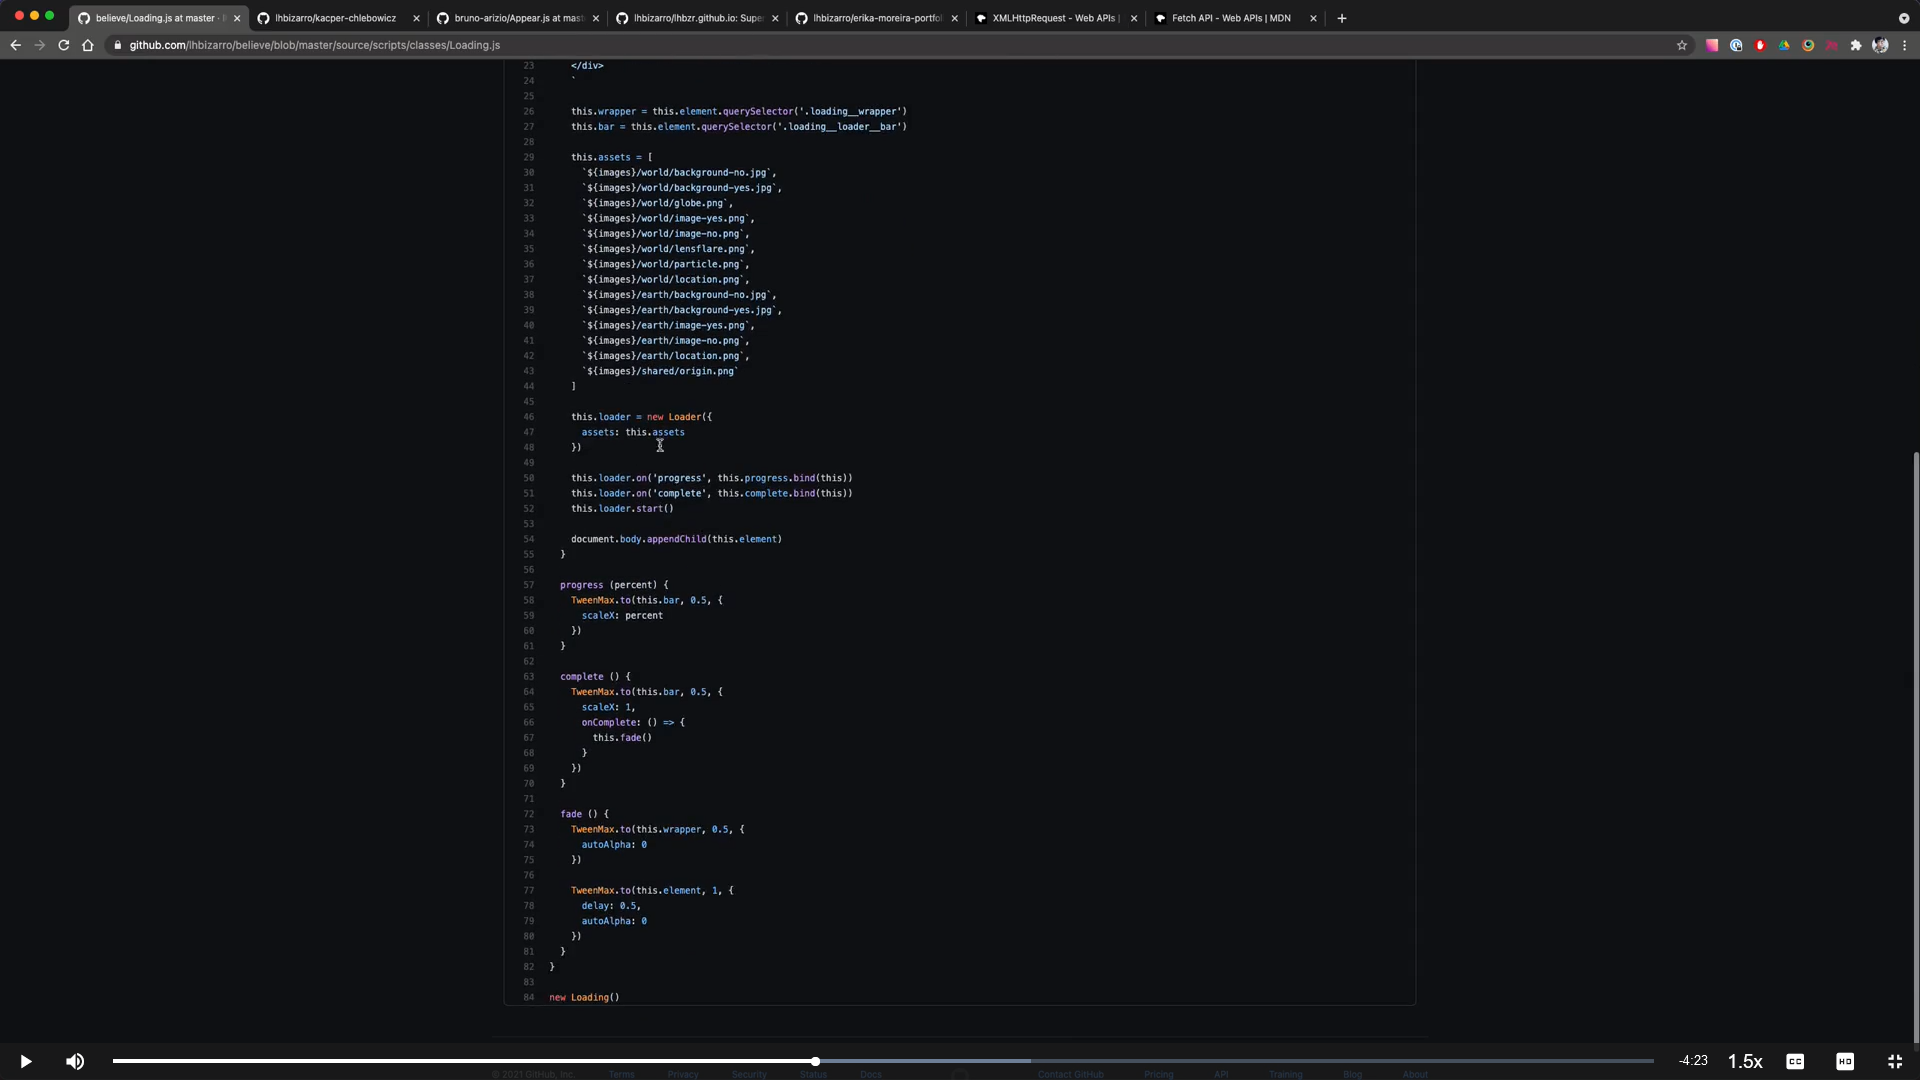 believe/Loading.js at master · l
lhbizarro/kacper-chlebowicz
bruno-arizio/Appear.js at mast
lhbizarro/lhbzr.github.io: Supe
lhbizarro/erika-moreira-portfol
XMLHttpRequest - Web APIs |
Fetch API - Web APIs | MDN
github.com/lhbizarro/believe/blob/master/source/scripts/classes/Loading.js
23 </div>
24 `
25
26 this.wrapper = this.element.querySelector('.loading__wrapper')
27 this.bar = this.element.querySelector('.loading__loader__bar')
28
29 this.assets = [
30 `${images}/world/background-no.jpg`,
31 `${images}/world/background-yes.jpg`,
32 `${images}/world/globe.png`,
33 `${images}/world/image-yes.png`,
34 `${images}/world/image-no.png`,
35 `${images}/world/lensflare.png`,
36 `${images}/world/particle.png`,
37 `${images}/world/location.png`,
38 `${images}/earth/background-no.jpg`,
39 `${images}/earth/background-yes.jpg`,
40 `${images}/earth/image-yes.png`,
41 `${images}/earth/image-no.png`,
42 `${images}/earth/location.png`,
43 `${images}/shared/origin.png`
44 ]
45
46 this.loader = new Loader({
47 assets: this.assets
48 })
49
50 this.loader.on('progress', this.progress.bind(this))
51 this.loader.on('complete', this.complete.bind(this))
52 this.loader.start()
53
54 document.body.appendChild(this.element)
55 }
56
57 progress (percent) {
58 TweenMax.to(this.bar, 0.5, {
59 scaleX: percent
60 })
61 }
62
63 complete () {
64 TweenMax.to(this.bar, 0.5, {
65 scaleX: 1,
66 onComplete: () => {
67 this.fade()
68 }
69 })
70 }
71
72 fade () {
73 TweenMax.to(this.wrapper, 0.5, {
74 autoAlpha: 0
75 })
76
77 TweenMax.to(this.element, 1, {
78 delay: 0.5,
79 autoAlpha: 0
80 })
81 }
82 }
83
84 new Loading()
-4:23 1.5x CC HD
© 2021 GitHub, Inc. Terms Privacy Security Status Docs Contact GitHub Pricing API Training Blog About